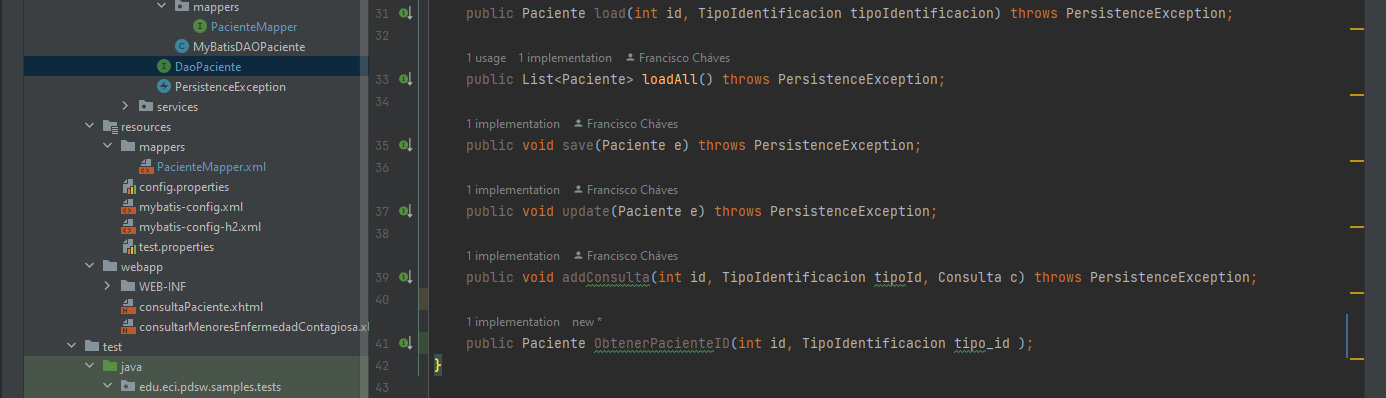 mappers
PacienteMapper
MyBatisDAOPaciente
DaoPaciente
PersistenceException
services
resources
mappers
PacienteMapper.xml
config.properties
mybatis-config.xml
mybatis-config-h2.xml
test.properties
webapp
WEB-INF
consultaPaciente.xhtml
consultarMenoresEnfermedadContagiosa.x
test
java
edu.eci.pdsw.samples.tests
31 public Paciente load(int id, TipoIdentificacion tipoIdentificacion) throws PersistenceException;
32
1 usage 1 implementation Francisco Cháves
33 public List<Paciente> loadAll() throws PersistenceException;
34
1 implementation Francisco Cháves
35 public void save(Paciente e) throws PersistenceException;
36
1 implementation Francisco Cháves
37 public void update(Paciente e) throws PersistenceException;
38
1 implementation Francisco Cháves
39 public void addConsulta(int id, TipoIdentificacion tipoId, Consulta c) throws PersistenceException;
40
1 implementation new *
41 public Paciente ObtenerPacienteID(int id, TipoIdentificacion tipo_id );
42 }
43